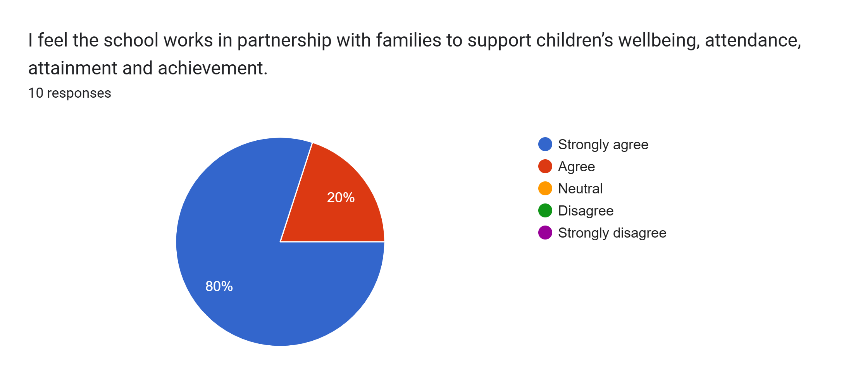 I feel the school works in partnership with families to support children’s wellbeing, attendance,
attainment and achievement.
10 responses
Strongly agree
Agree
Neutral
Disagree
Strongly disagree
20%
80%